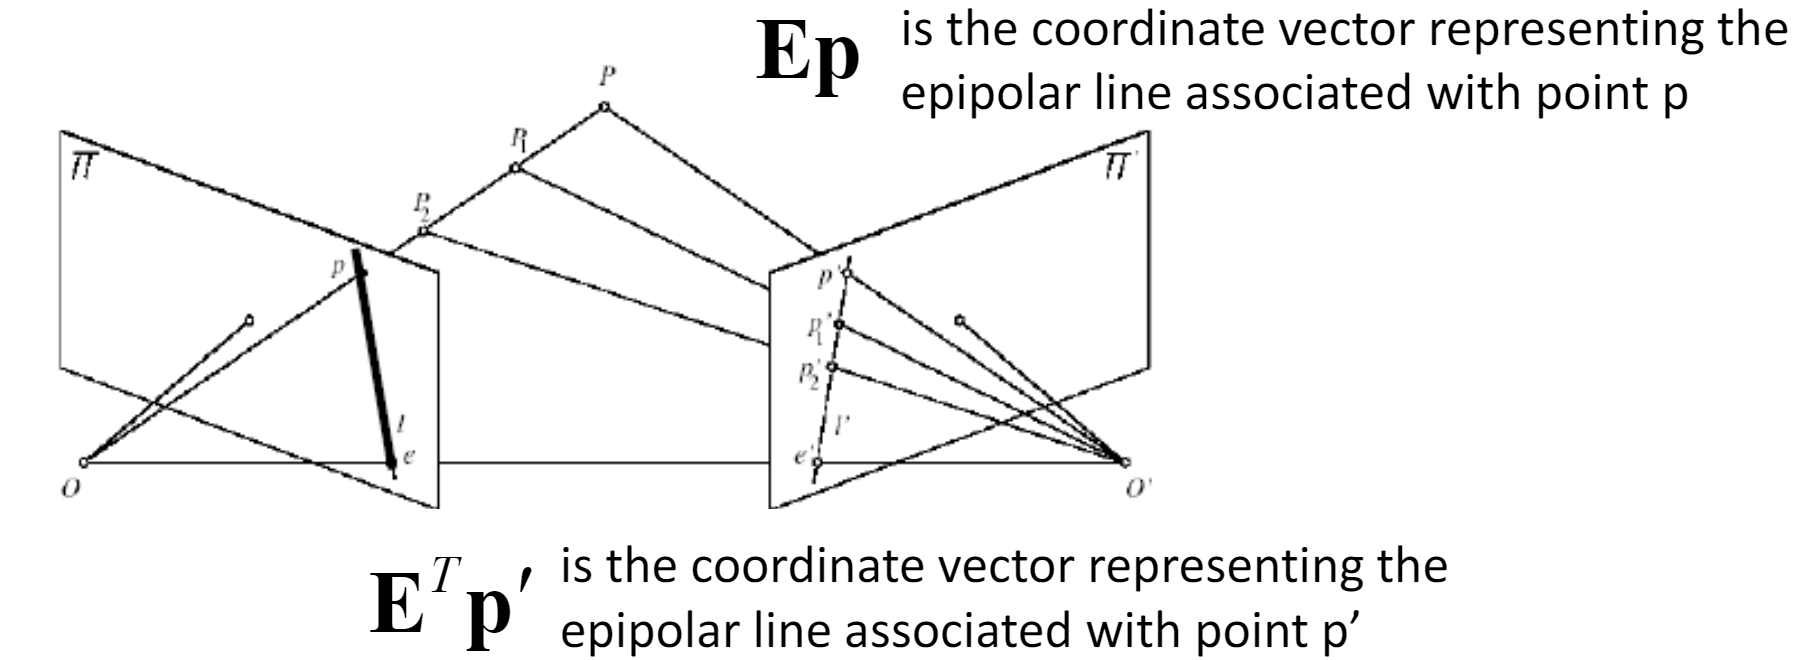 Ep is the coordinate vector representing the
epipolar line associated with point p
P
P1
P2
Π
Π'
p
p'
p1'
p2'
l
l'
e
e'
O
O'
E^T p′ is the coordinate vector representing the
epipolar line associated with point p’